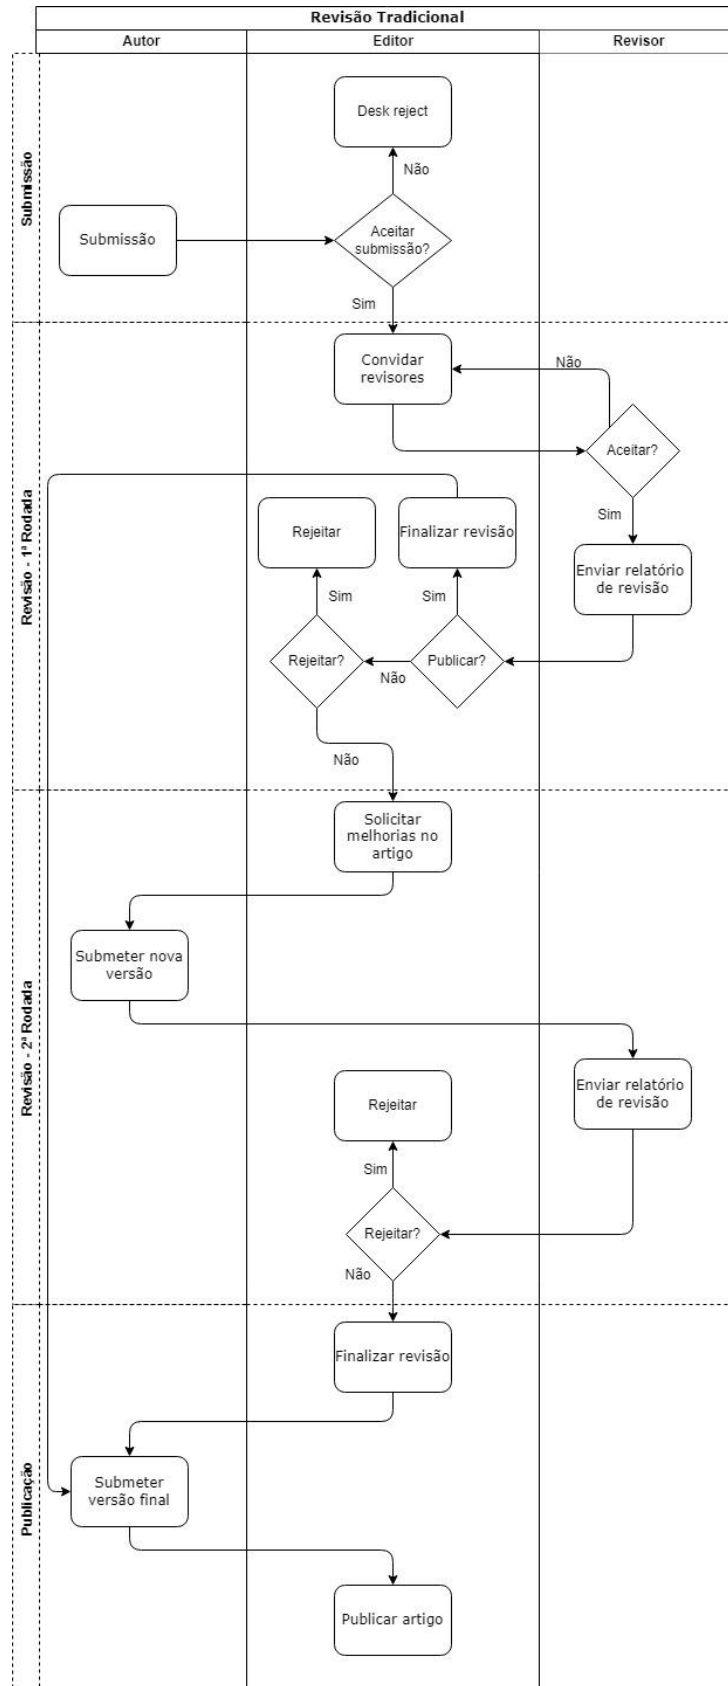 Revisão Tradicional
Autor
Editor
Revisor
Submissão
Desk reject
Não
Submissão
Aceitar
submissão?
Sim
Revisão - 1ª Rodada
Convidar
revisores
Não
Aceitar?
Sim
Rejeitar
Finalizar revisão
Enviar relatório
de revisão
Sim
Sim
Rejeitar?
Não
Publicar?
Não
Revisão - 2ª Rodada
Solicitar
melhorias no
artigo
Submeter nova
versão
Enviar relatório
de revisão
Rejeitar
Sim
Rejeitar?
Não
Publicação
Finalizar revisão
Submeter
versão final
Publicar artigo